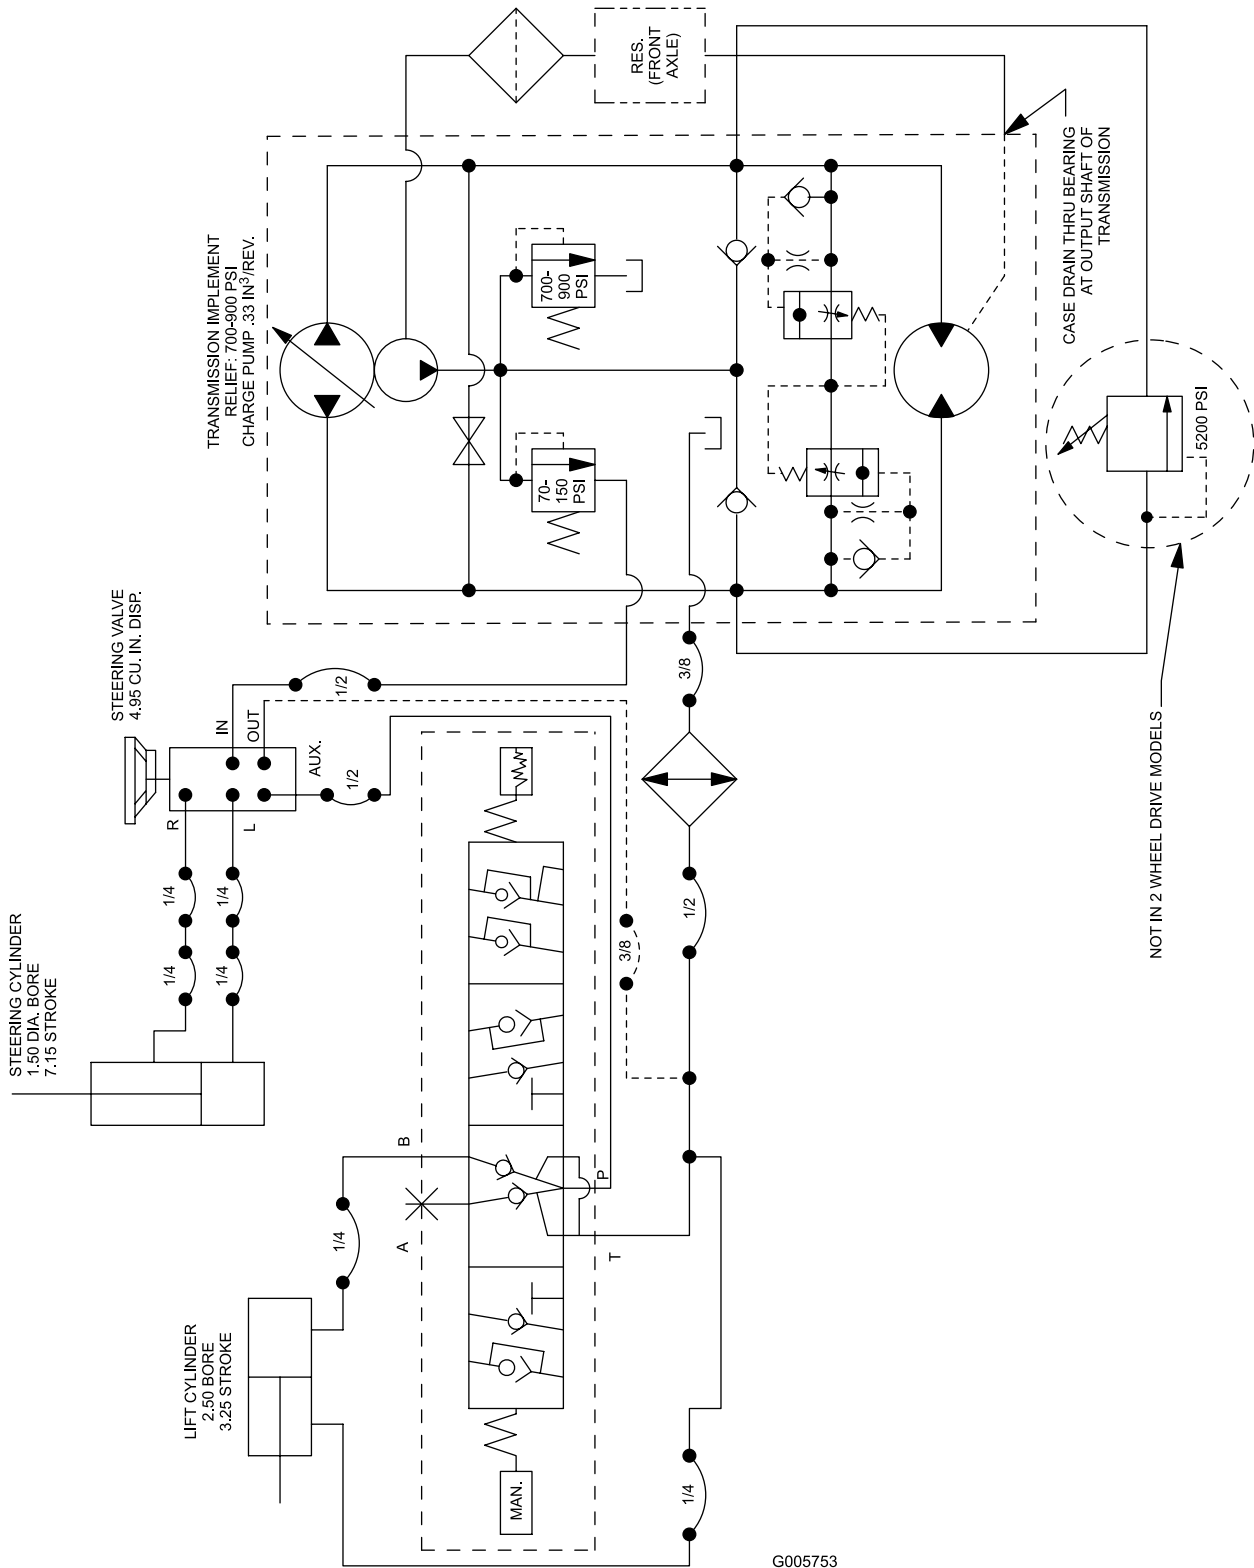 STEERING CYLINDER
1.50 DIA. BORE
7.15 STROKE
LIFT CYLINDER
2.50 BORE
3.25 STROKE
STEERING VALVE
4.95 CU. IN. DISP.
TRANSMISSION IMPLEMENT
RELIEF: 700-900 PSI
CHARGE PUMP .33 IN³/REV.
RES.
(FRONT
AXLE)
CASE DRAIN THRU BEARING
AT OUTPUT SHAFT OF
TRANSMISSION
NOT IN 2 WHEEL DRIVE MODELS
5200 PSI
700-
900
PSI
70-
150
PSI
R
L
IN
OUT
AUX.
1/4
1/4
1/4
1/4
1/2
1/2
1/4
A
B
T
P
MAN.
3/8
3/8
1/2
1/4
G005753